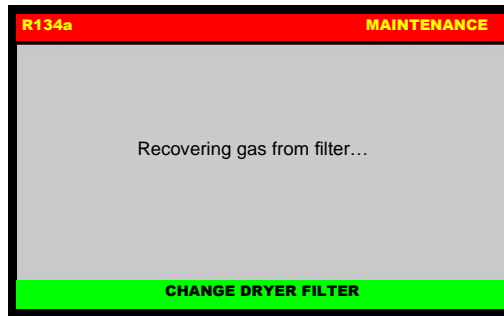 R134a MAINTENANCE
Recovering gas from filter…
CHANGE DRYER FILTER